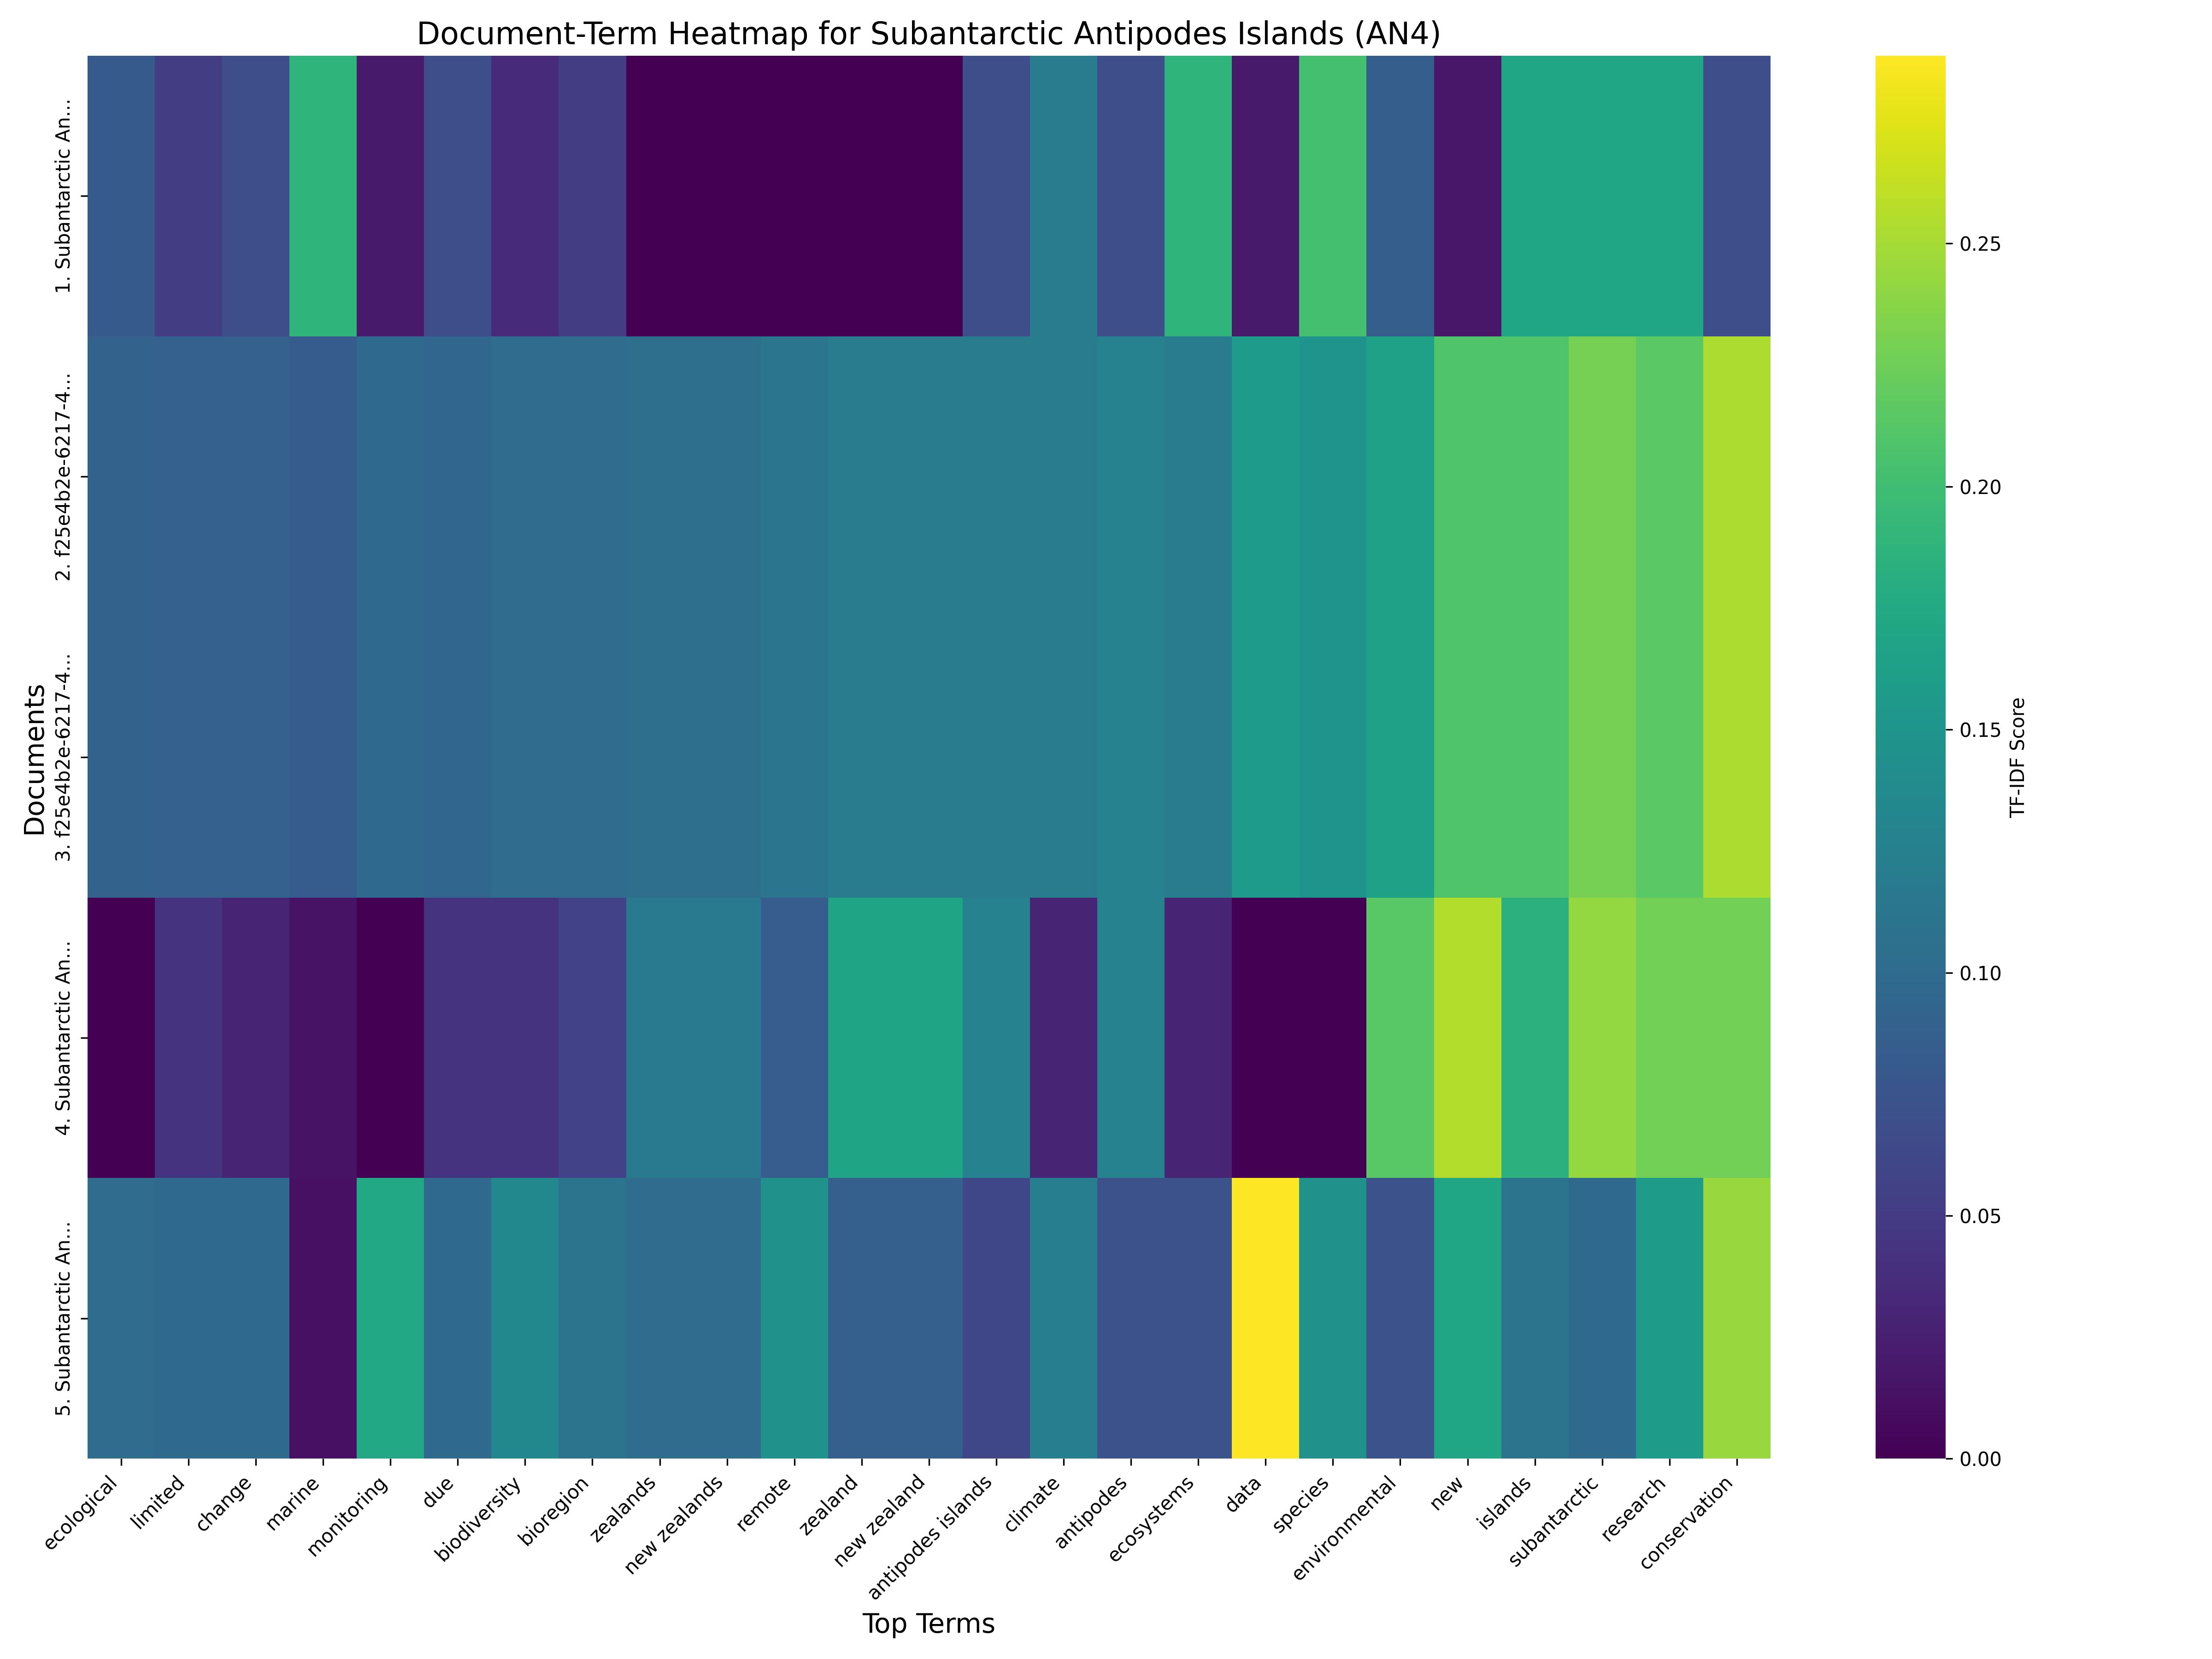 Document-Term Heatmap for Subantarctic Antipodes Islands (AN4)
Documents
1. Subantarctic An...
2. f25e4b2e-6217-4...
3. f25e4b2e-6217-4...
4. Subantarctic An...
5. Subantarctic An...
ecological
limited
change
marine
monitoring
due
biodiversity
bioregion
zealands
new zealands
remote
zealand
new zealand
antipodes islands
climate
antipodes
ecosystems
data
species
environmental
new
islands
subantarctic
research
conservation
Top Terms
0.25
0.20
0.15
0.10
0.05
0.00
TF-IDF Score